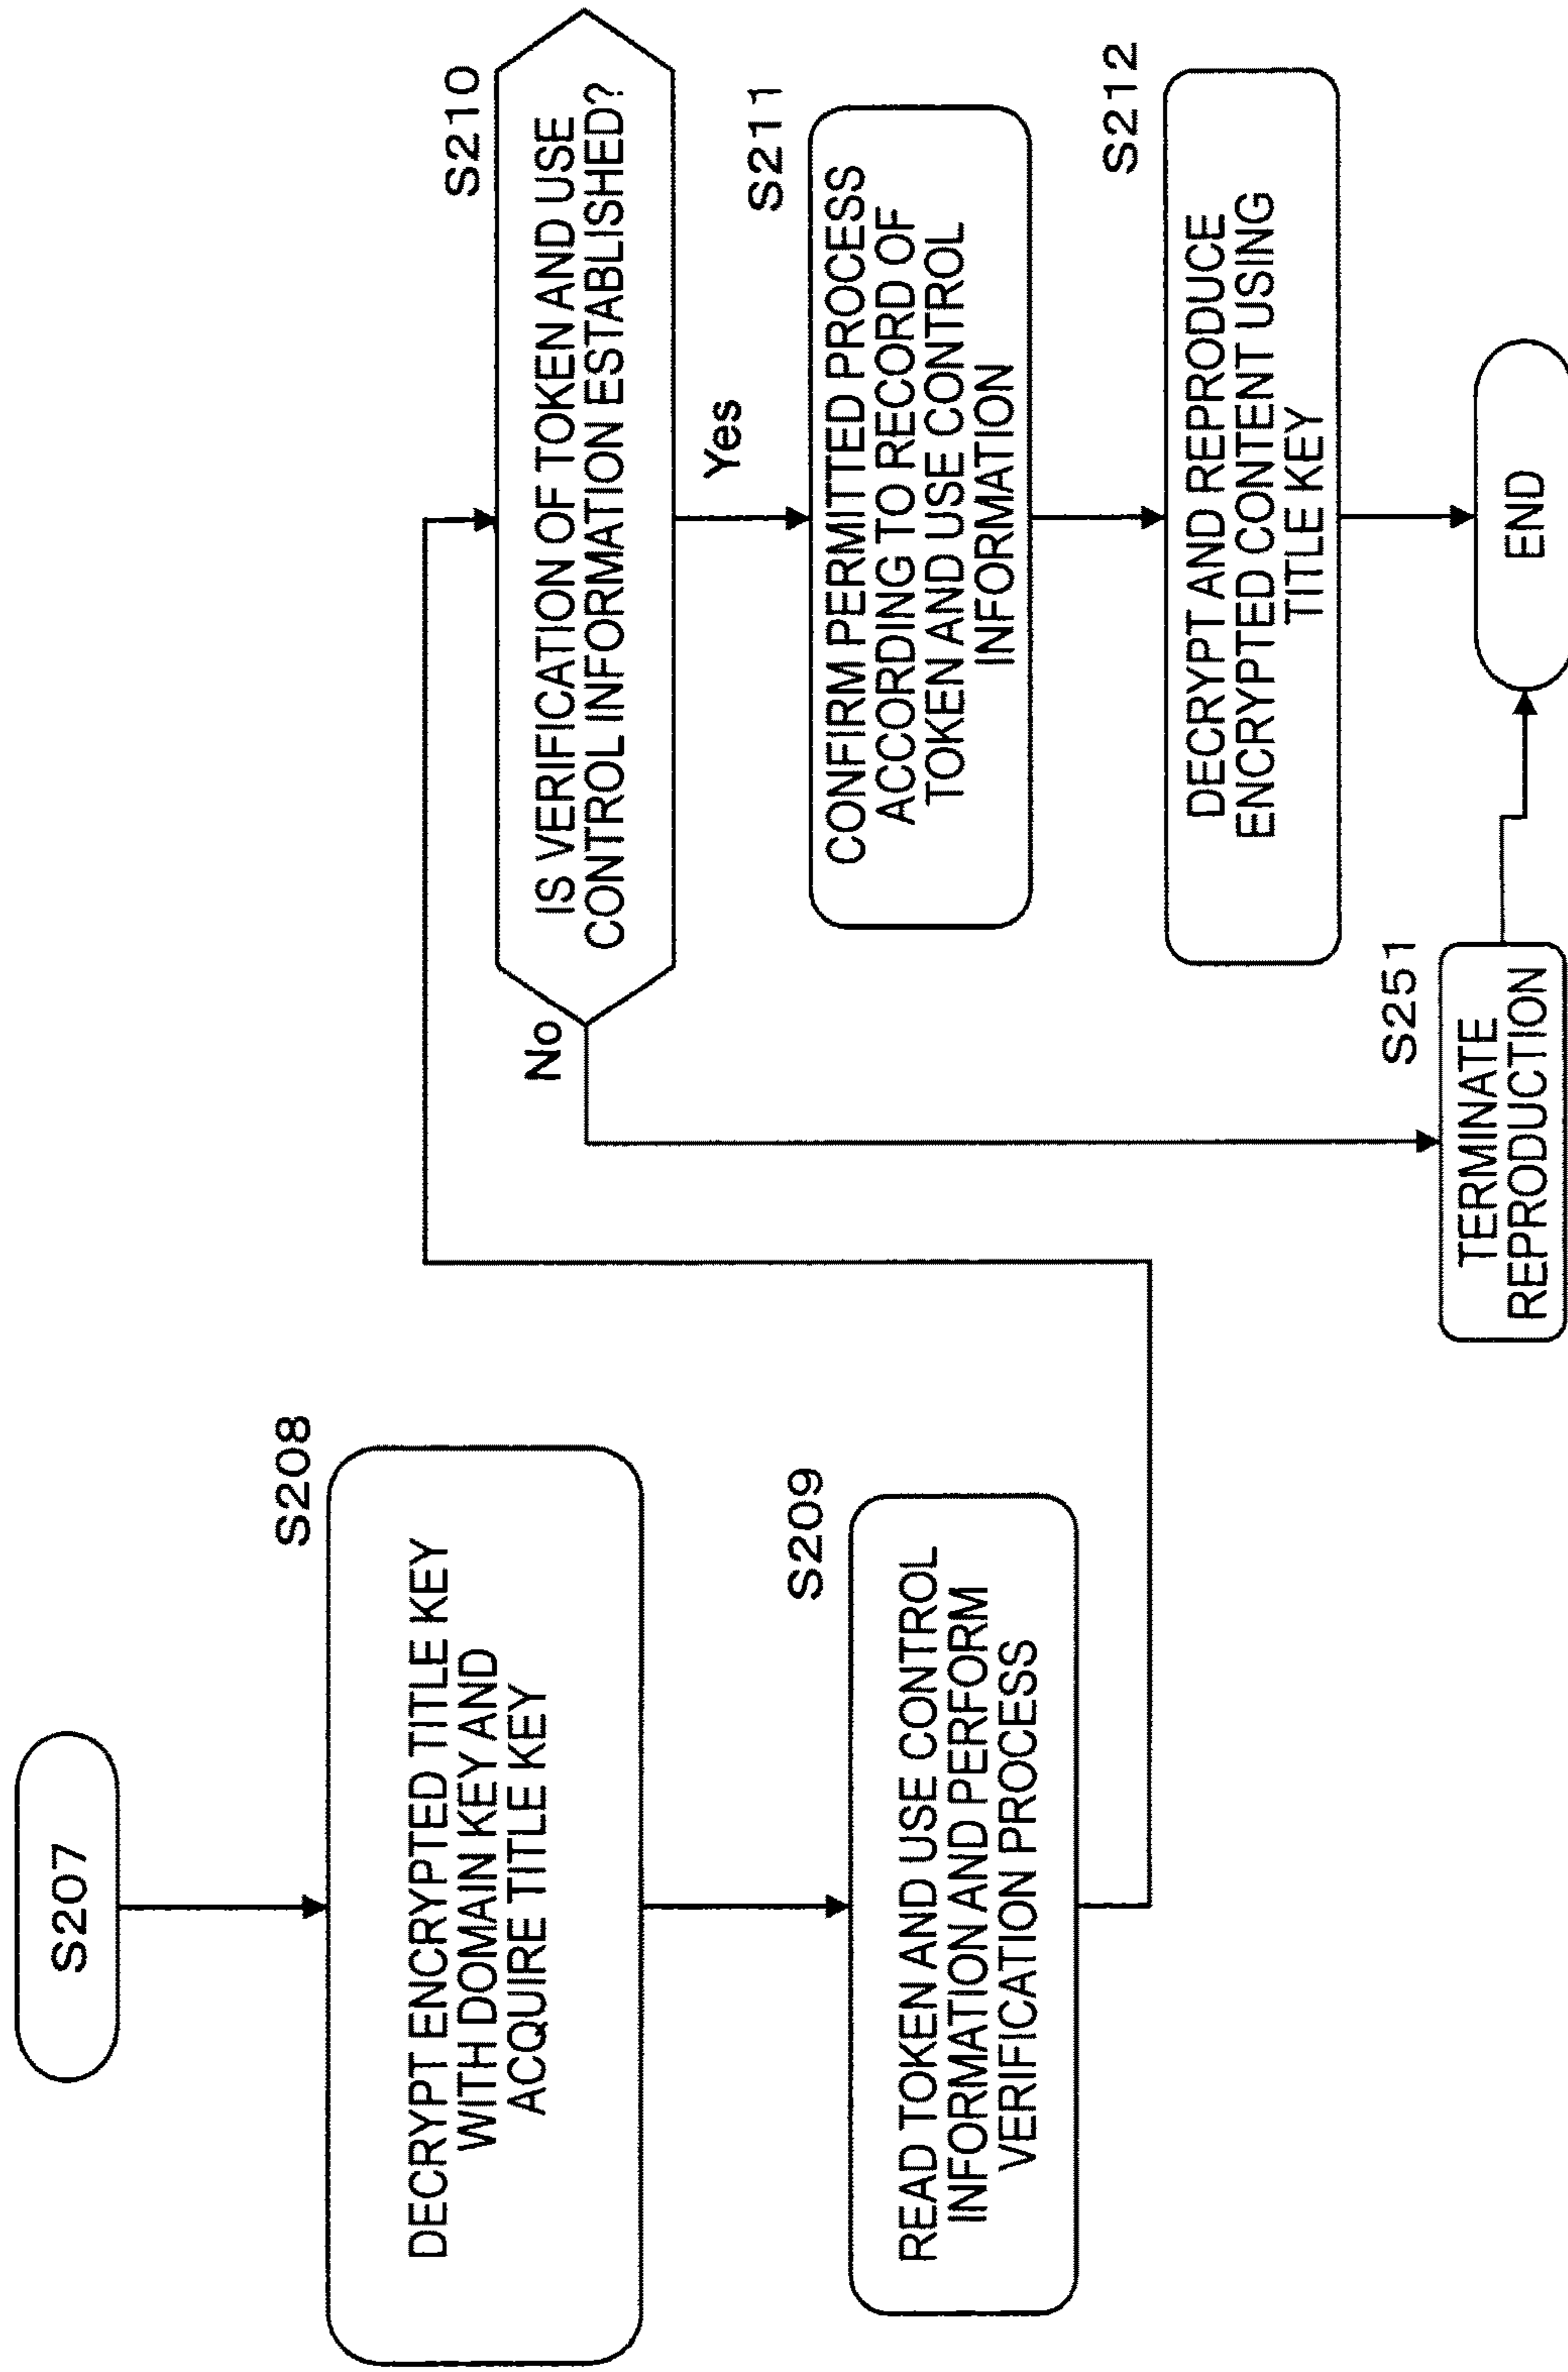 S207
S208
DECRYPT ENCRYPTED TITLE KEY
WITH DOMAIN KEY AND
ACQUIRE TITLE KEY
S209
READ TOKEN AND USE CONTROL
INFORMATION AND PERFORM
VERIFICATION PROCESS
S210
IS VERIFICATION OF TOKEN AND USE
CONTROL INFORMATION ESTABLISHED?
No
Yes
S211
CONFIRM PERMITTED PROCESS
ACCORDING TO RECORD OF
TOKEN AND USE CONTROL
INFORMATION
S212
DECRYPT AND REPRODUCE
ENCRYPTED CONTENT USING
TITLE KEY
S251
TERMINATE
REPRODUCTION
END